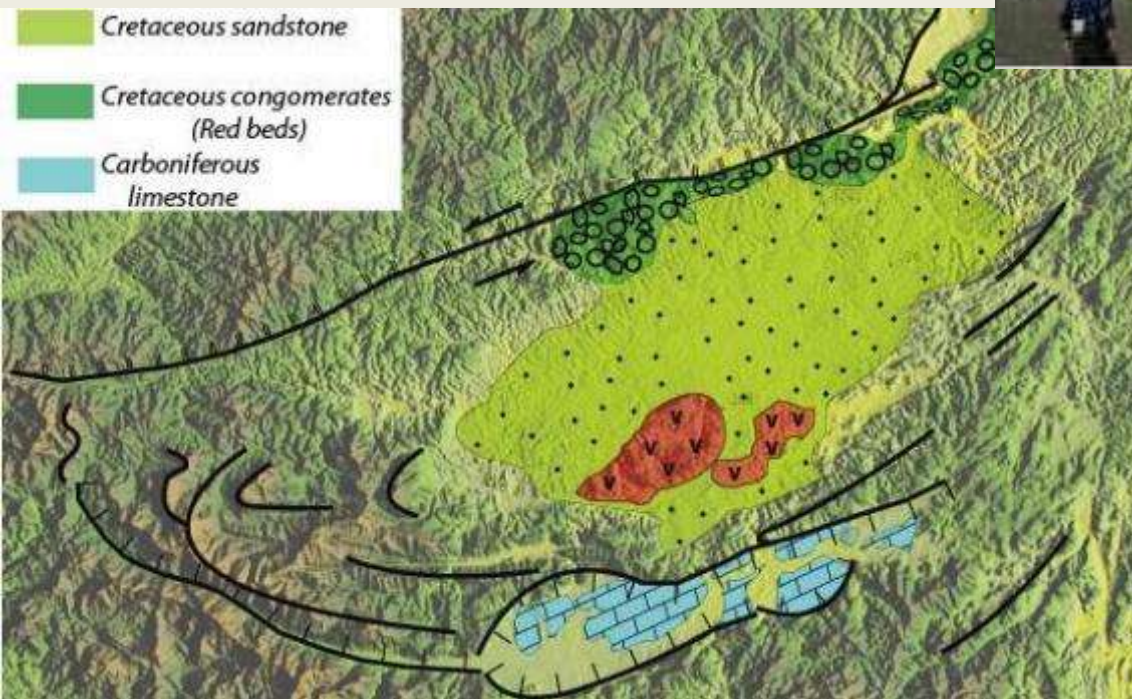 Cretaceous sandstone
Cretaceous congomerates
(Red beds)
Carboniferous
limestone
V
V V
V V V
V V
V